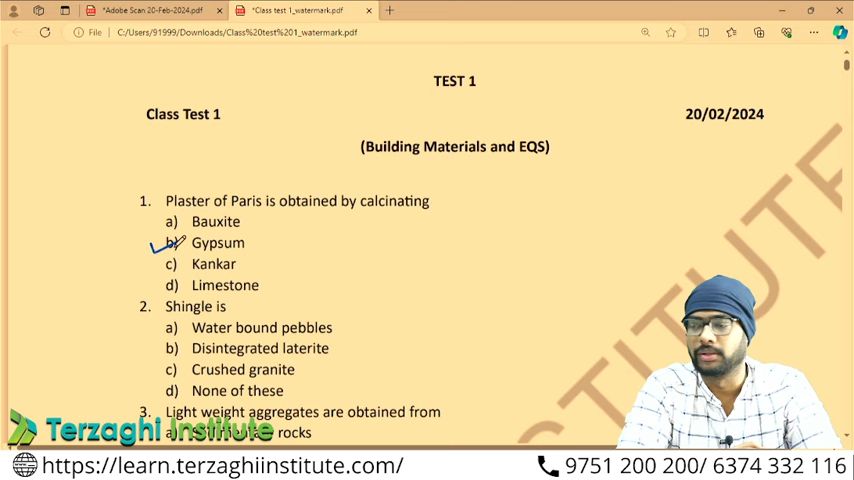 *Adobe Scan 20-Feb-2024.pdf
*Class test 1_watermark.pdf
File
C:/Users/91999/Downloads/Class%20test%201_watermark.pdf
TEST 1
Class Test 1
20/02/2024
(Building Materials and EQS)
1. Plaster of Paris is obtained by calcinating
a) Bauxite
b) Gypsum
c) Kankar
d) Limestone
2. Shingle is
a) Water bound pebbles
b) Disintegrated laterite
c) Crushed granite
d) None of these
3. Light weight aggregates are obtained from
a) rocks
Terzaghi Institute
https://learn.terzaghiinstitute.com/
9751 200 200/ 6374 332 116